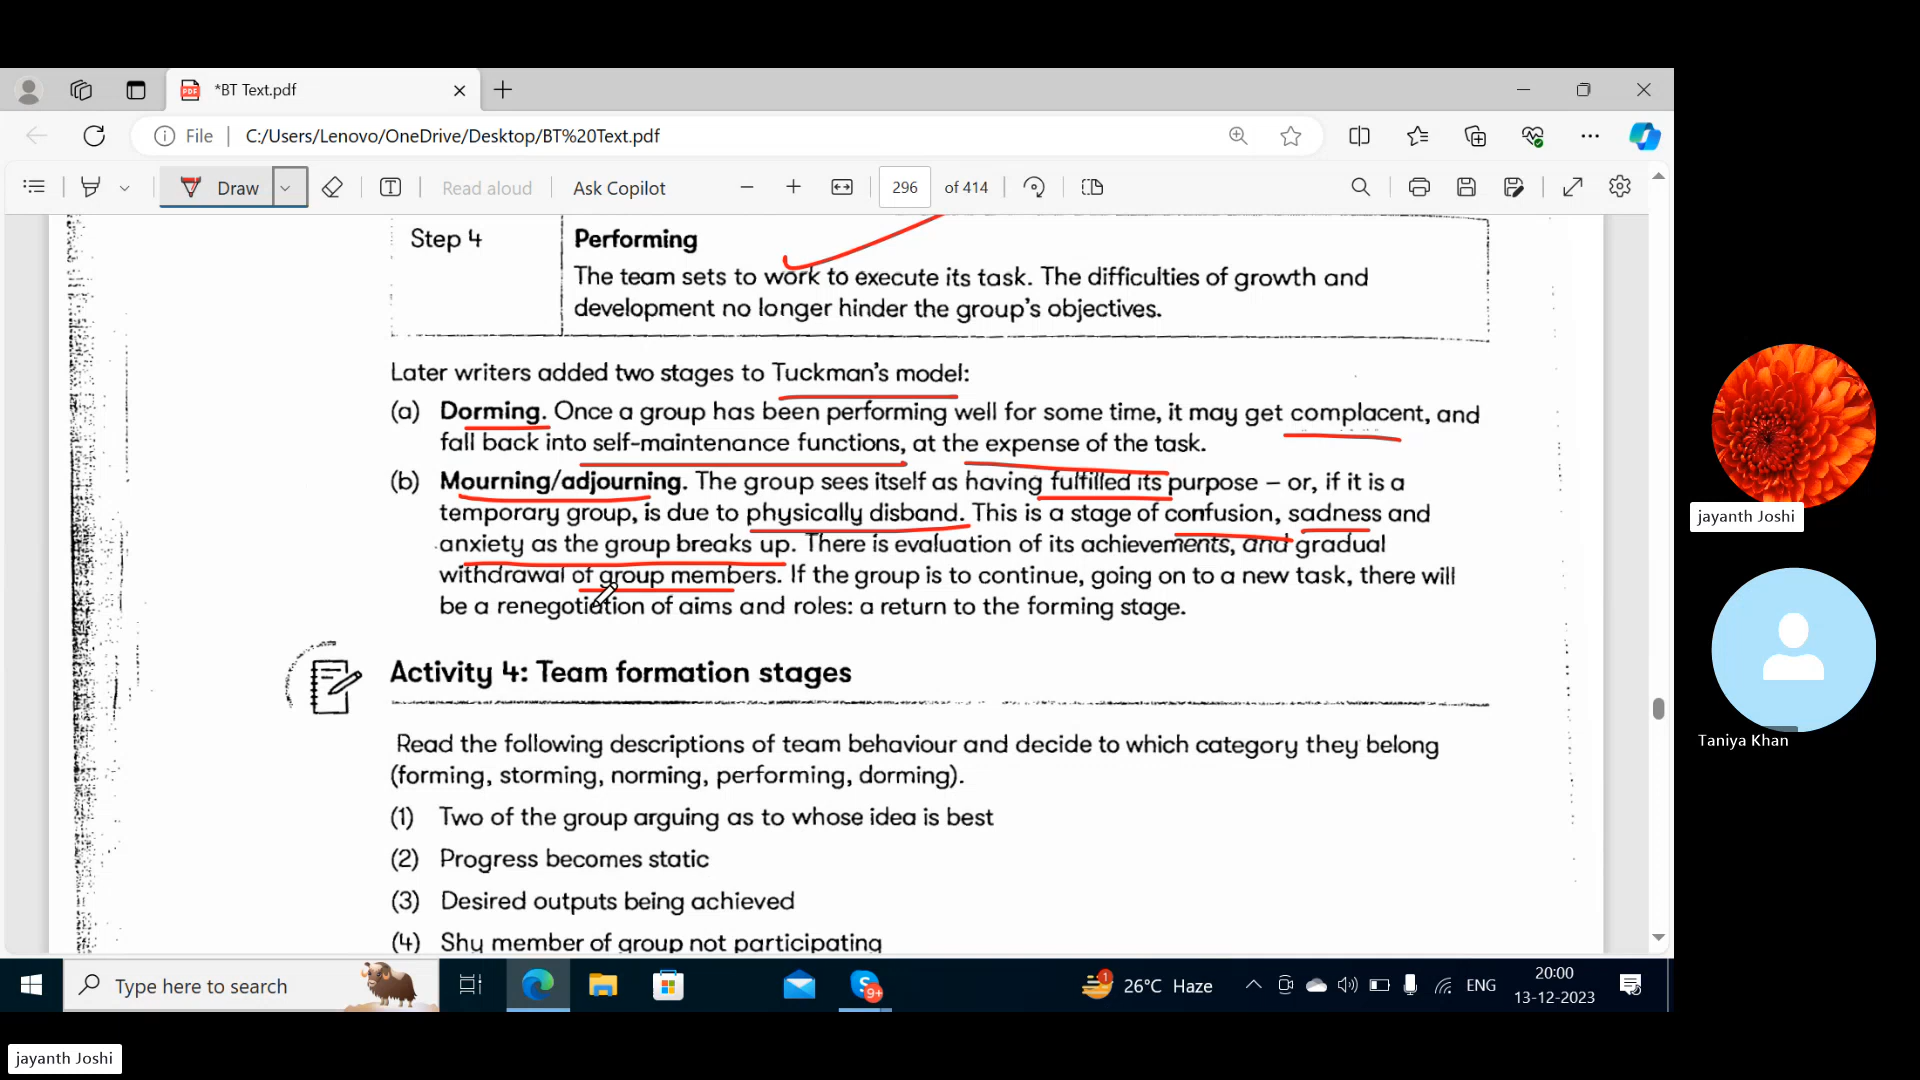 *BT Text.pdf
File
C:/Users/Lenovo/OneDrive/Desktop/BT%20Text.pdf
Draw
Read aloud
Ask Copilot
296 of 414
Step 4
Performing
The team sets to work to execute its task. The difficulties of growth and
development no longer hinder the group's objectives.
Later writers added two stages to Tuckman's model:
(a) Dorming. Once a group has been performing well for some time, it may get complacent, and
fall back into self-maintenance functions, at the expense of the task.
(b) Mourning/adjourning. The group sees itself as having fulfilled its purpose – or, if it is a
temporary group, is due to physically disband. This is a stage of confusion, sadness and
anxiety as the group breaks up. There is evaluation of its achievements, and gradual
withdrawal of group members. If the group is to continue, going on to a new task, there will
be a renegotiation of aims and roles: a return to the forming stage.
Activity 4: Team formation stages
Read the following descriptions of team behaviour and decide to which category they belong
(forming, storming, norming, performing, dorming).
(1) Two of the group arguing as to whose idea is best
(2) Progress becomes static
(3) Desired outputs being achieved
(4) Shy member of group not participating
jayanth Joshi
Taniya Khan
Type here to search
9+
1
26°C Haze
ENG
20:00
13-12-2023
jayanth Joshi